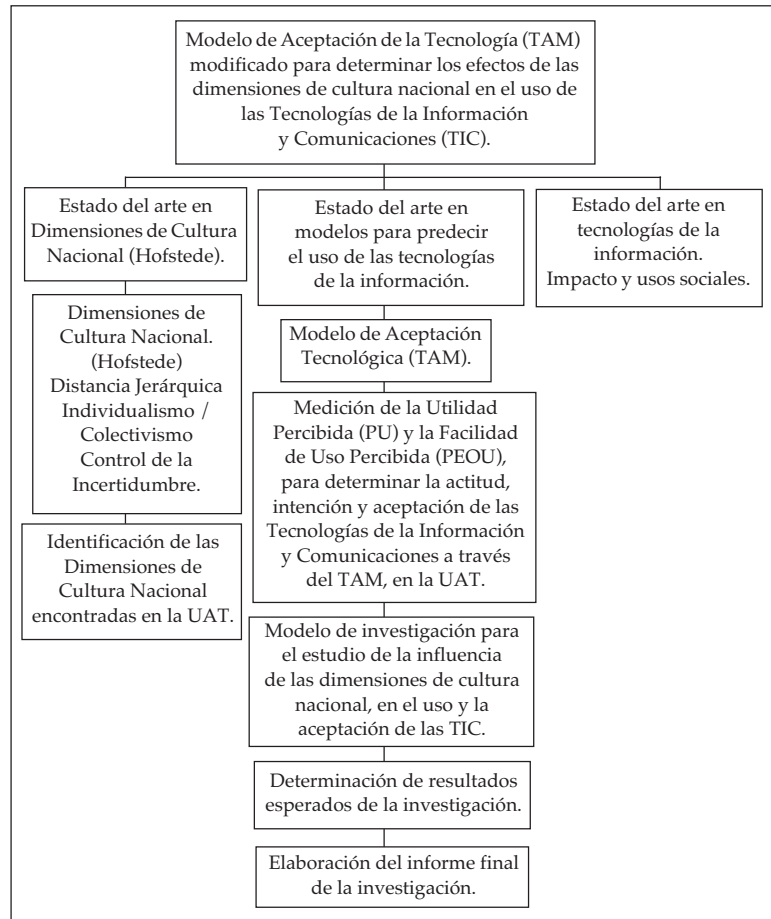 Modelo de Aceptación de la Tecnología (TAM)
modificado para determinar los efectos de las
dimensiones de cultura nacional en el uso de
las Tecnologías de la Información
y Comunicaciones (TIC).
Estado del arte en
Dimensiones de Cultura
Nacional (Hofstede).
Estado del arte en
modelos para predecir
el uso de las tecnologías
de la información.
Estado del arte en
tecnologías de la
información.
Impacto y usos sociales.
Dimensiones de
Cultura Nacional.
(Hofstede)
Distancia Jerárquica
Individualismo /
Colectivismo
Control de la
Incertidumbre.
Modelo de Aceptación
Tecnológica (TAM).
Medición de la Utilidad
Percibida (PU) y la Facilidad
de Uso Percibida (PEOU),
para determinar la actitud,
intención y aceptación de las
Tecnologías de la Información
y Comunicaciones a través
del TAM, en la UAT.
Identificación de las
Dimensiones de
Cultura Nacional
encontradas en la UAT.
Modelo de investigación para
el estudio de la influencia
de las dimensiones de cultura
nacional, en el uso y la
aceptación de las TIC.
Determinación de resultados
esperados de la investigación.
Elaboración del informe final
de la investigación.